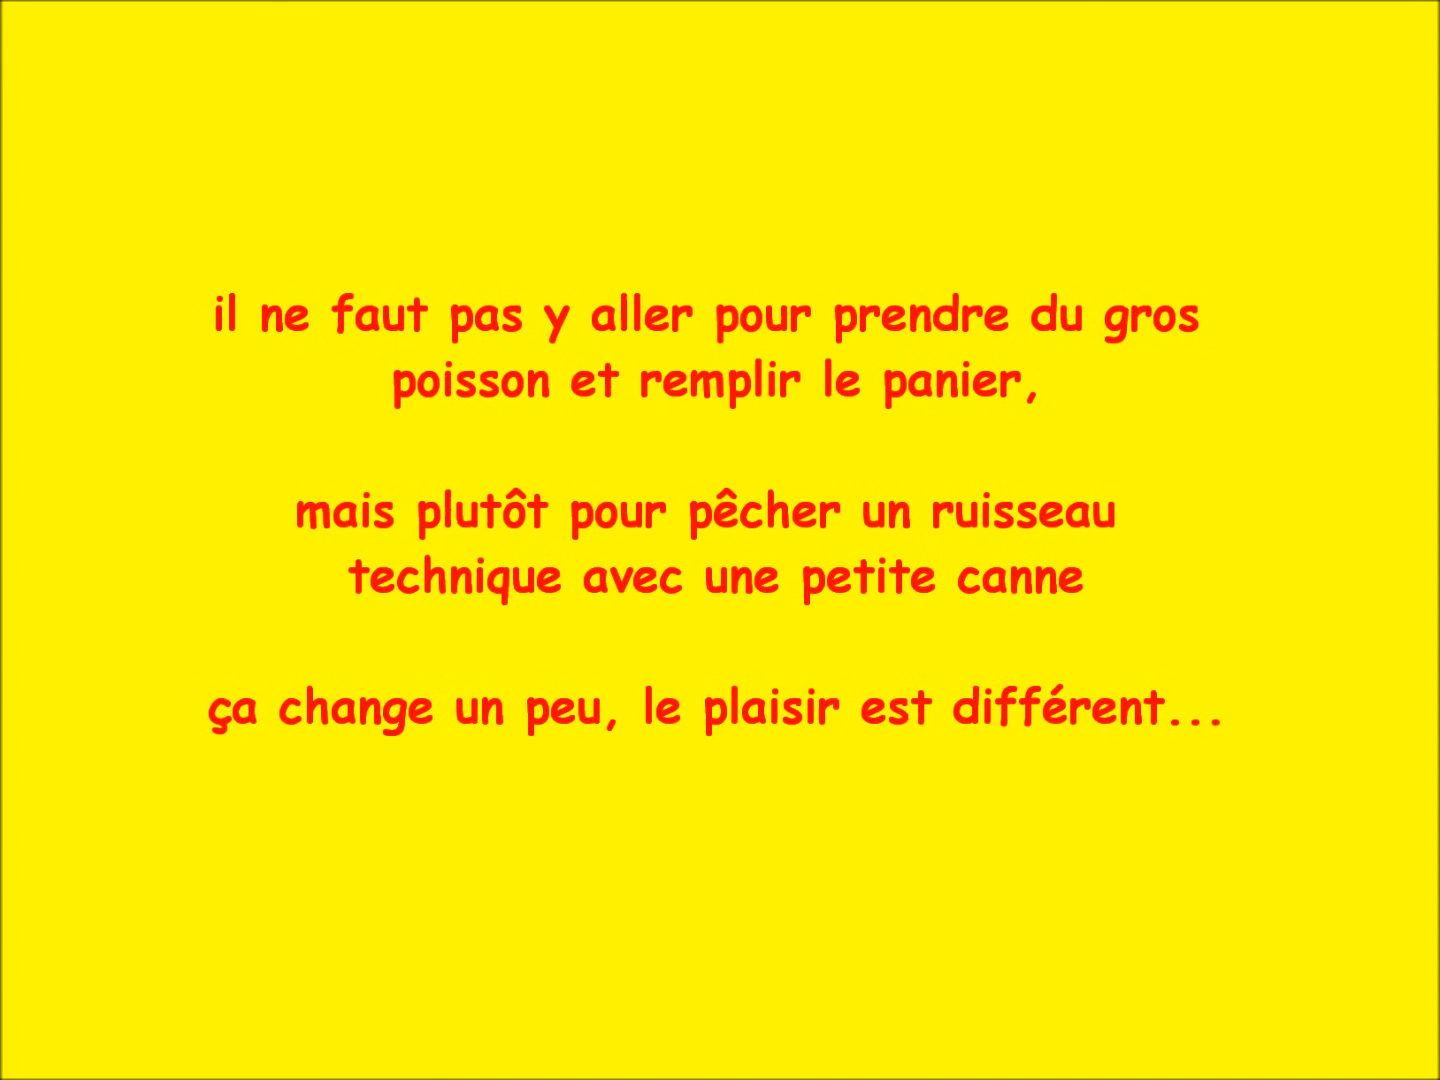 il ne faut pas y aller pour prendre du gros
poisson et remplir le panier,
mais plutôt pour pêcher un ruisseau
technique avec une petite canne
ça change un peu, le plaisir est différent...